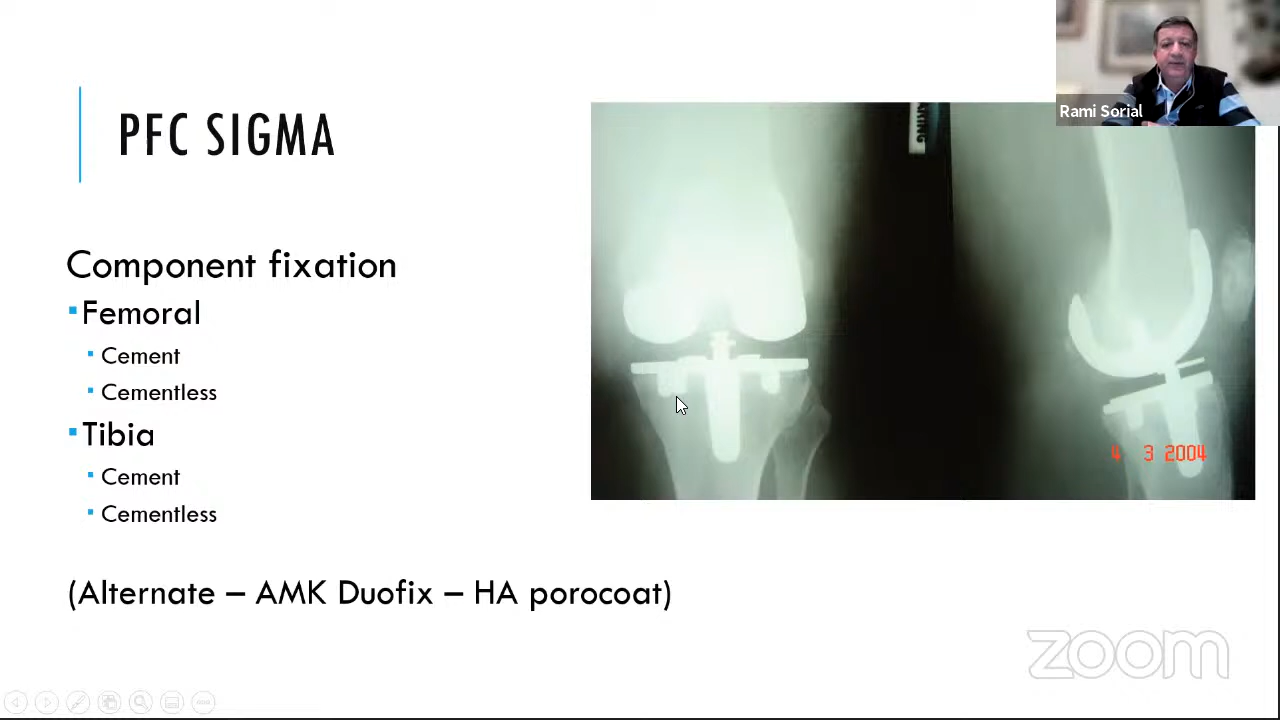 PFC SIGMA
Rami Sorial
Component fixation
Femoral
Cement
Cementless
Tibia
Cement
Cementless
4 3 2004
(Alternate – AMK Duofix – HA porocoat)
zoom